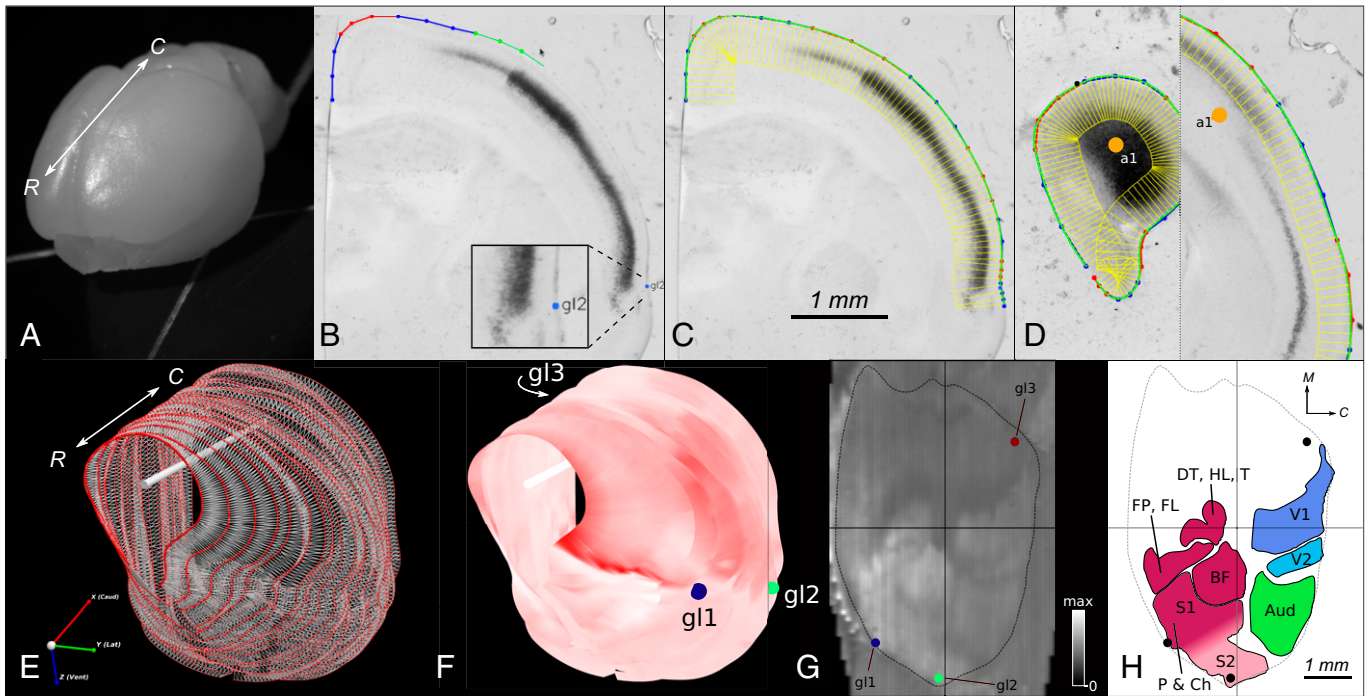 C
R
A
gl2
gl2
B
1 mm
C
a1
a1
D
C
R
X (Caud)
Y (Lat)
Z (Vent)
E
gl3
gl1
gl2
F
gl3
gl1
gl2
max
0
G
M
C
DT, HL, T
FP, FL
V1
V2
BF
S1
Aud
S2
P & Ch
1 mm
H